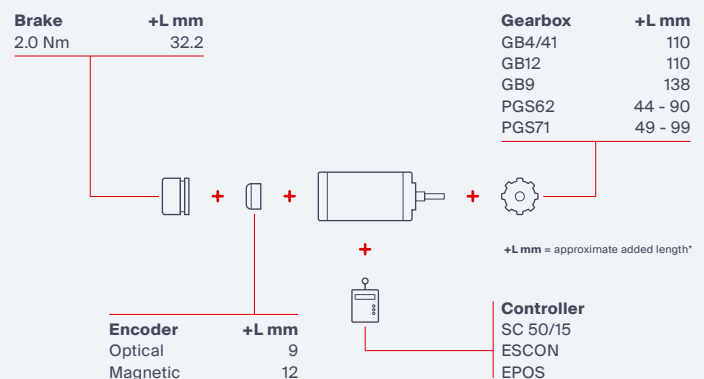 Brake +L mm
2.0 Nm 32.2
Gearbox +L mm
GB4/41 110
GB12 110
GB9 138
PGS62 44 - 90
PGS71 49 - 99
+L mm = approximate added length*
Encoder +L mm
Optical 9
Magnetic 12
Controller
SC 50/15
ESCON
EPOS